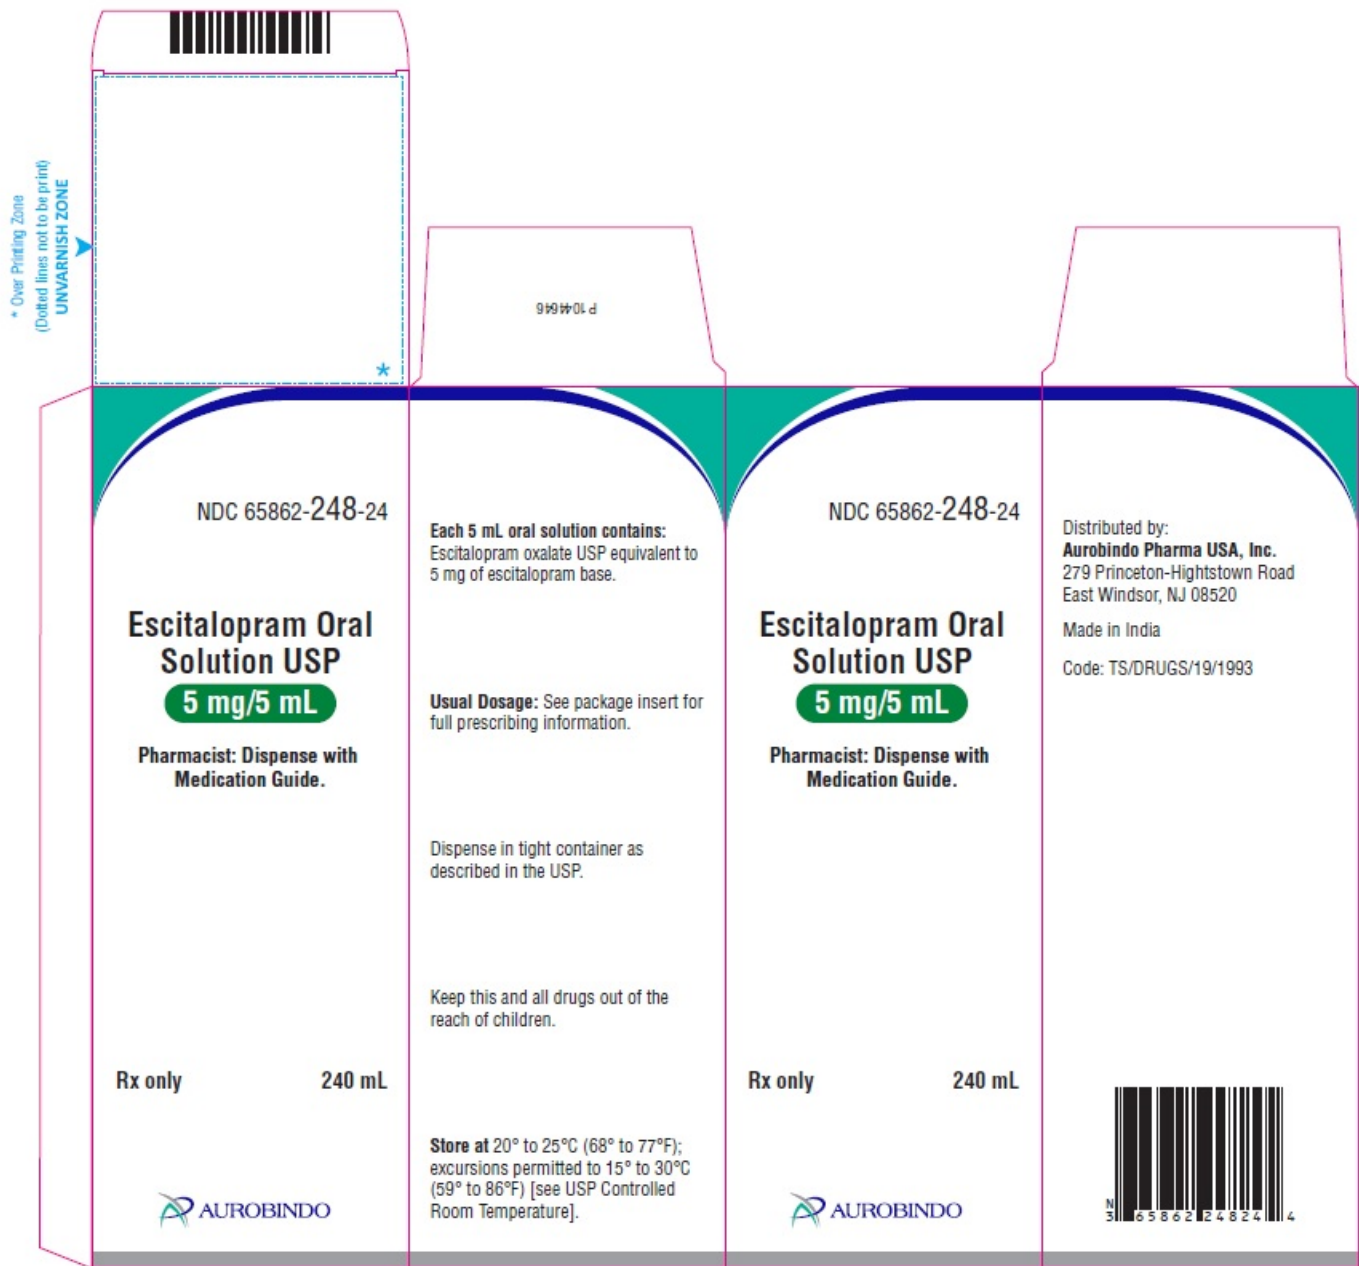 * Over Printing Zone
(Dotted lines not to be print)
UNVARNISH ZONE
*
P1044646
NDC 65862-248-24
Escitalopram Oral
Solution USP
5 mg/5 mL
Pharmacist: Dispense with
Medication Guide.
Rx only 240 mL
AUROBINDO
Each 5 mL oral solution contains:
Escitalopram oxalate USP equivalent to
5 mg of escitalopram base.
Usual Dosage: See package insert for
full prescribing information.
Dispense in tight container as
described in the USP.
Keep this and all drugs out of the
reach of children.
Store at 20° to 25°C (68° to 77°F);
excursions permitted to 15° to 30°C
(59° to 86°F) [see USP Controlled
Room Temperature].
NDC 65862-248-24
Escitalopram Oral
Solution USP
5 mg/5 mL
Pharmacist: Dispense with
Medication Guide.
Rx only 240 mL
AUROBINDO
Distributed by:
Aurobindo Pharma USA, Inc.
279 Princeton-Hightstown Road
East Windsor, NJ 08520
Made in India
Code: TS/DRUGS/19/1993
N
3 65862 24824 4